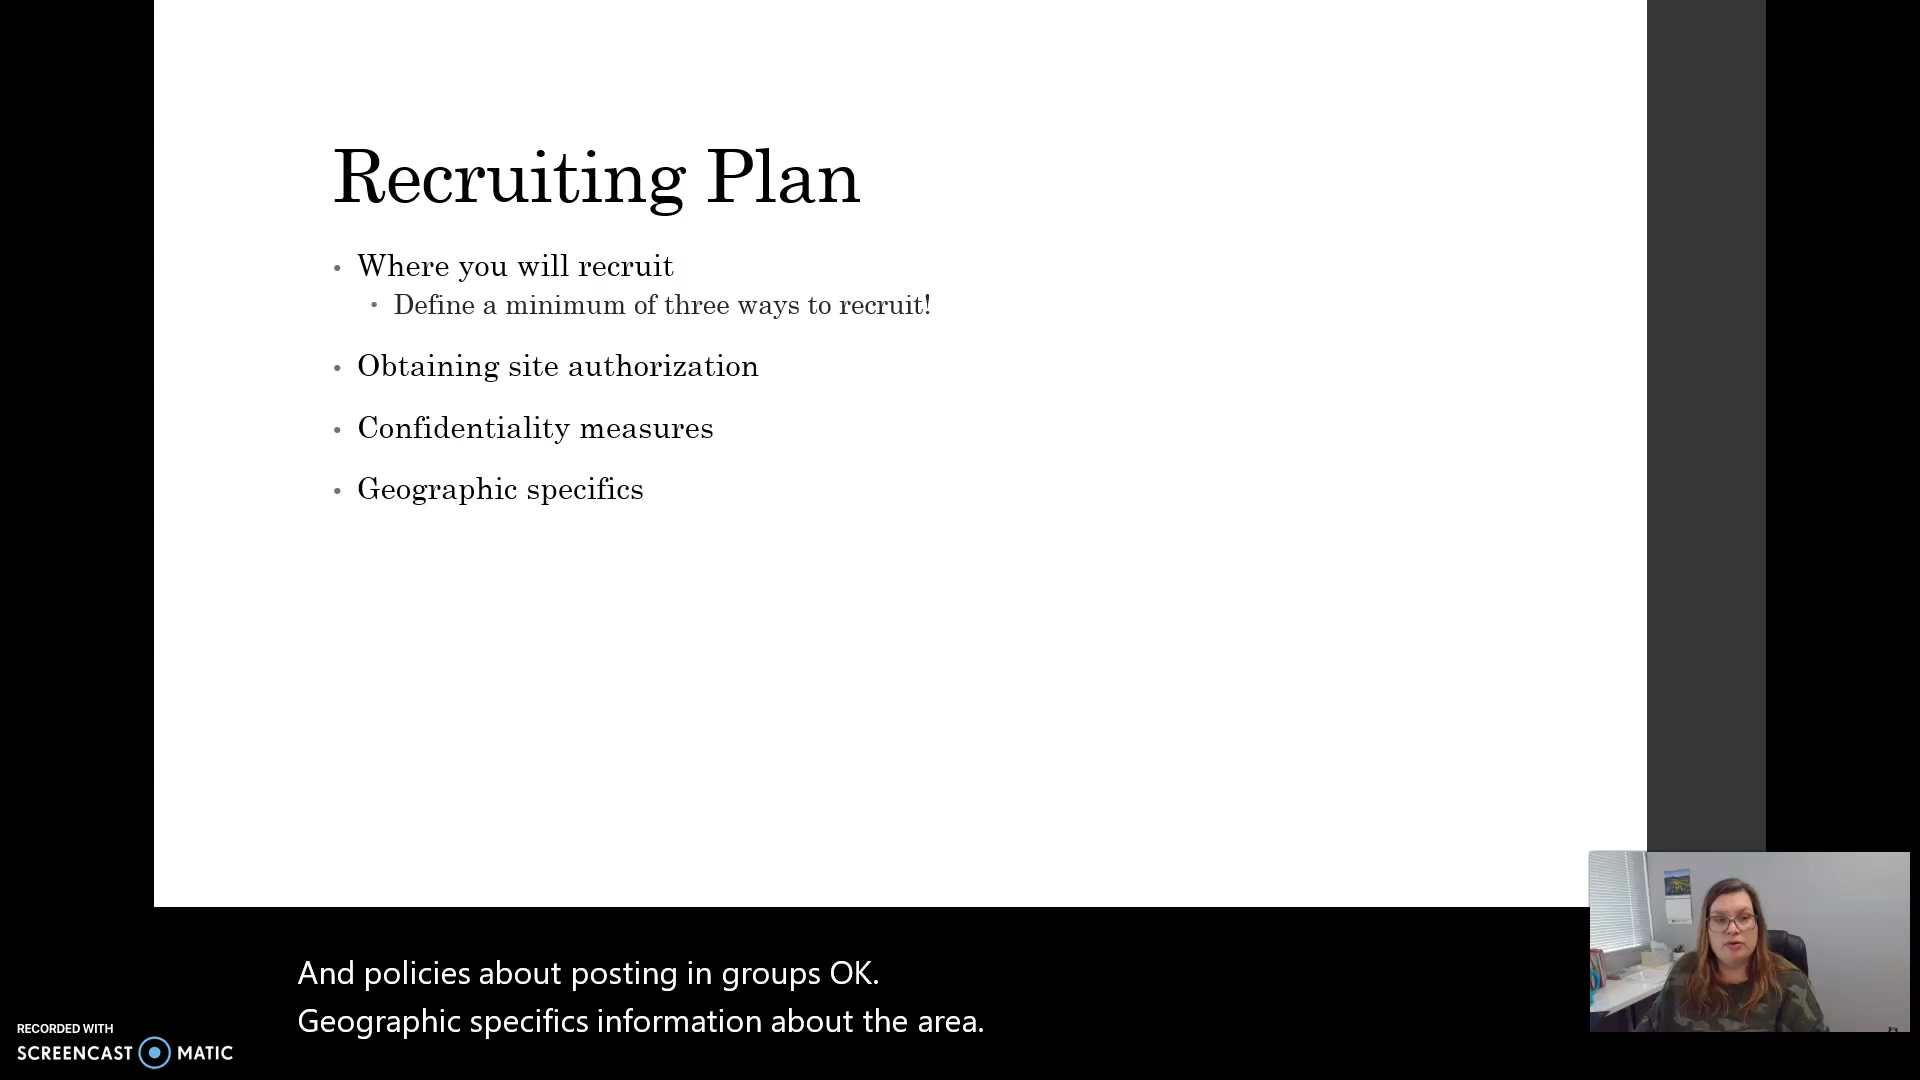 Recruiting Plan
• Where you will recruit
• Define a minimum of three ways to recruit!
• Obtaining site authorization
• Confidentiality measures
• Geographic specifics
And policies about posting in groups OK.
Geographic specifics information about the area.
RECORDED WITH
SCREENCAST MATIC